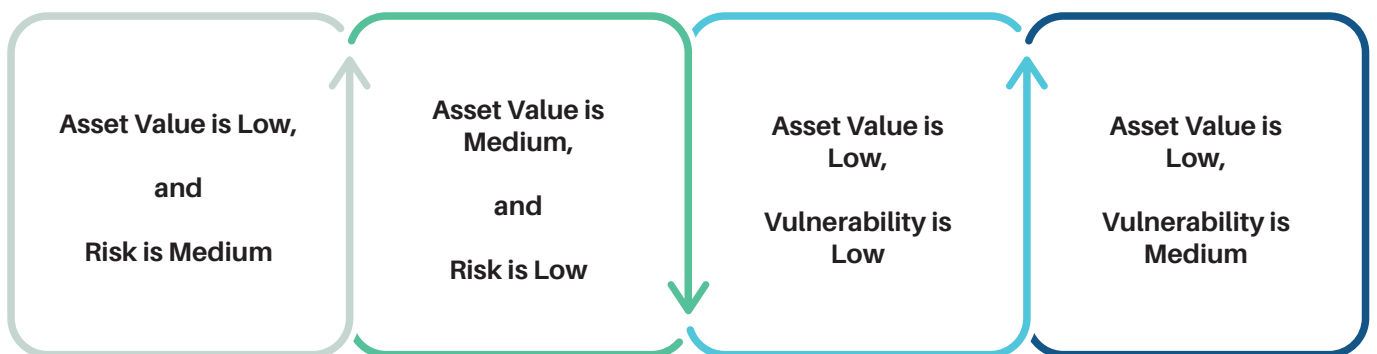 Asset Value is Low,
and
Risk is Medium
Asset Value is
Medium,
and
Risk is Low
Asset Value is
Low,
Vulnerability is
Low
Asset Value is
Low,
Vulnerability is
Medium